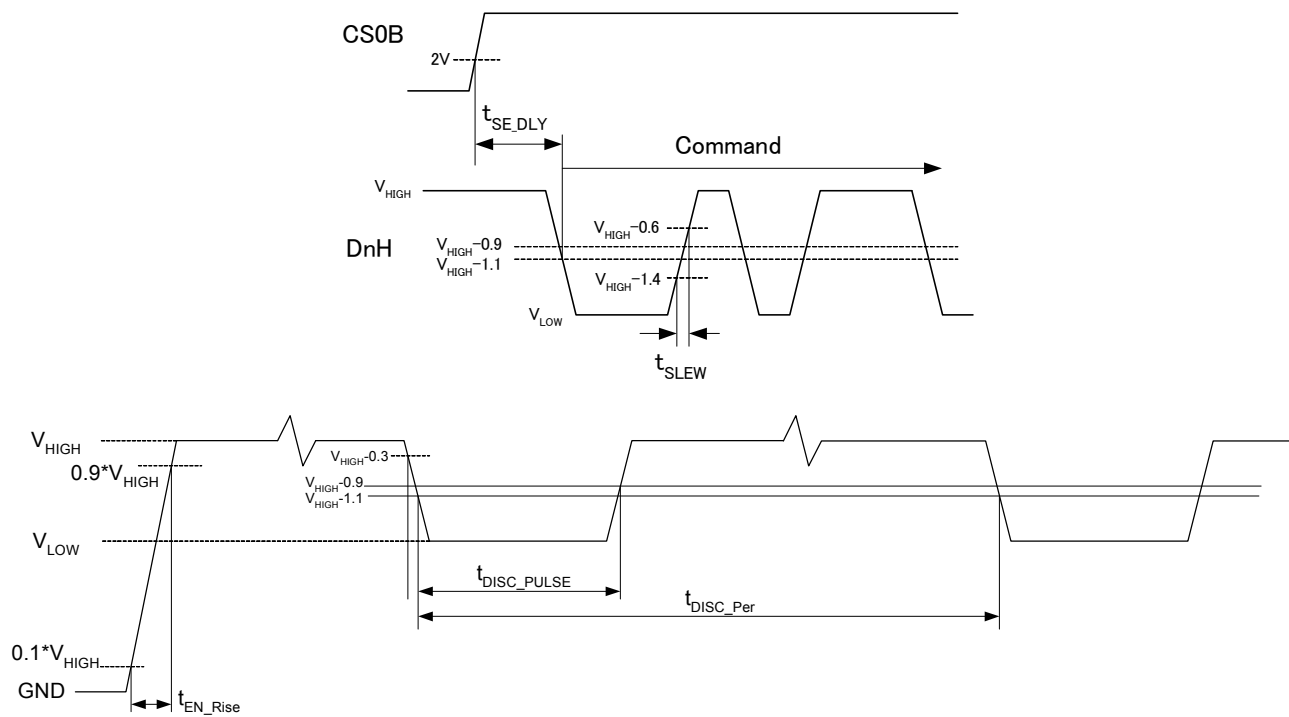 CS0B
2V
tSE_DLY
Command
VHIGH
VHIGH−0.6
DnH
VHIGH−0.9
VHIGH−1.1
VHIGH−1.4
VLOW
tSLEW
VHIGH
VHIGH-0.3
0.9*VHIGH
VHIGH-0.9
VHIGH-1.1
VLOW
tDISC_PULSE
tDISC_Per
0.1*VHIGH
GND
tEN_Rise